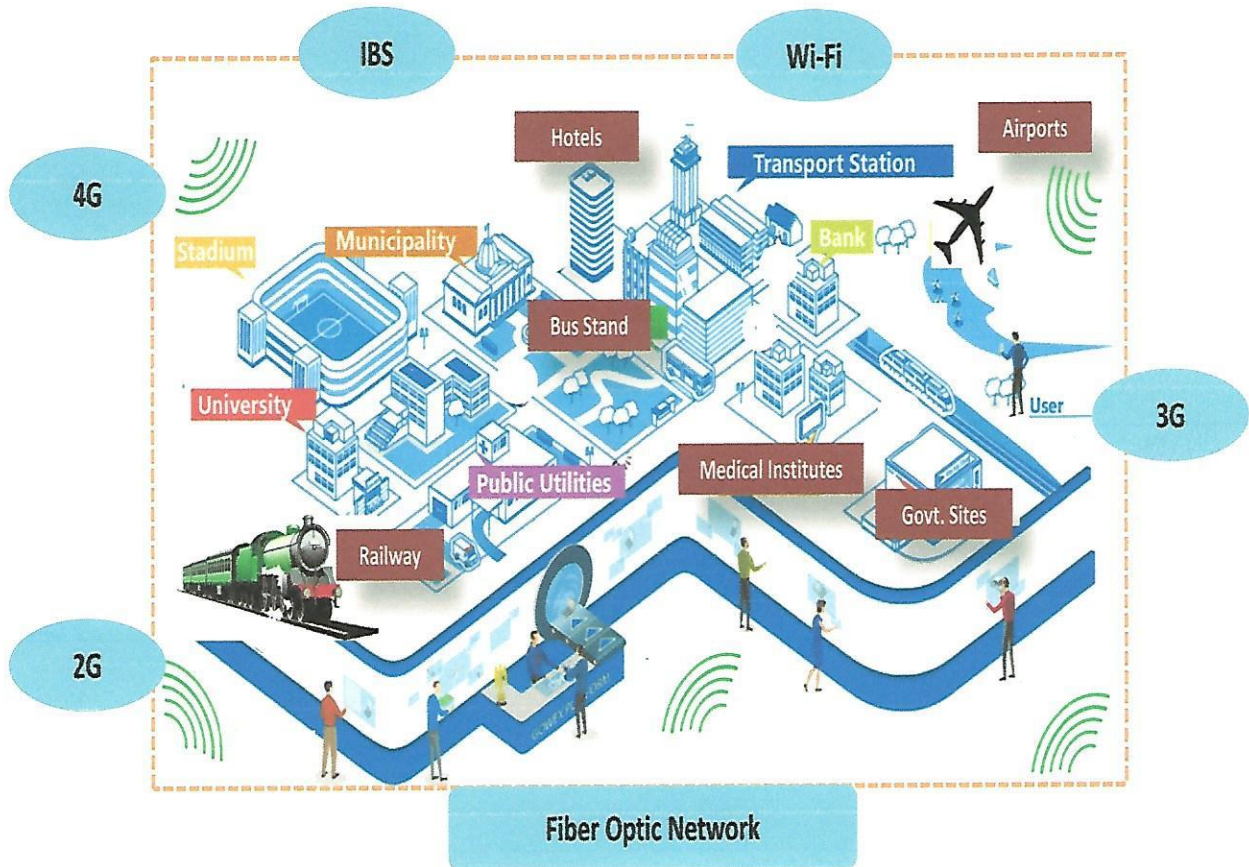 IBS
Wi-Fi
Hotels
Airports
Transport Station
4G
Municipality
Bank
Stadium
Bus Stand
University
User
3G
Medical Institutes
Public Utilities
Govt. Sites
Railway
2G
Fiber Optic Network